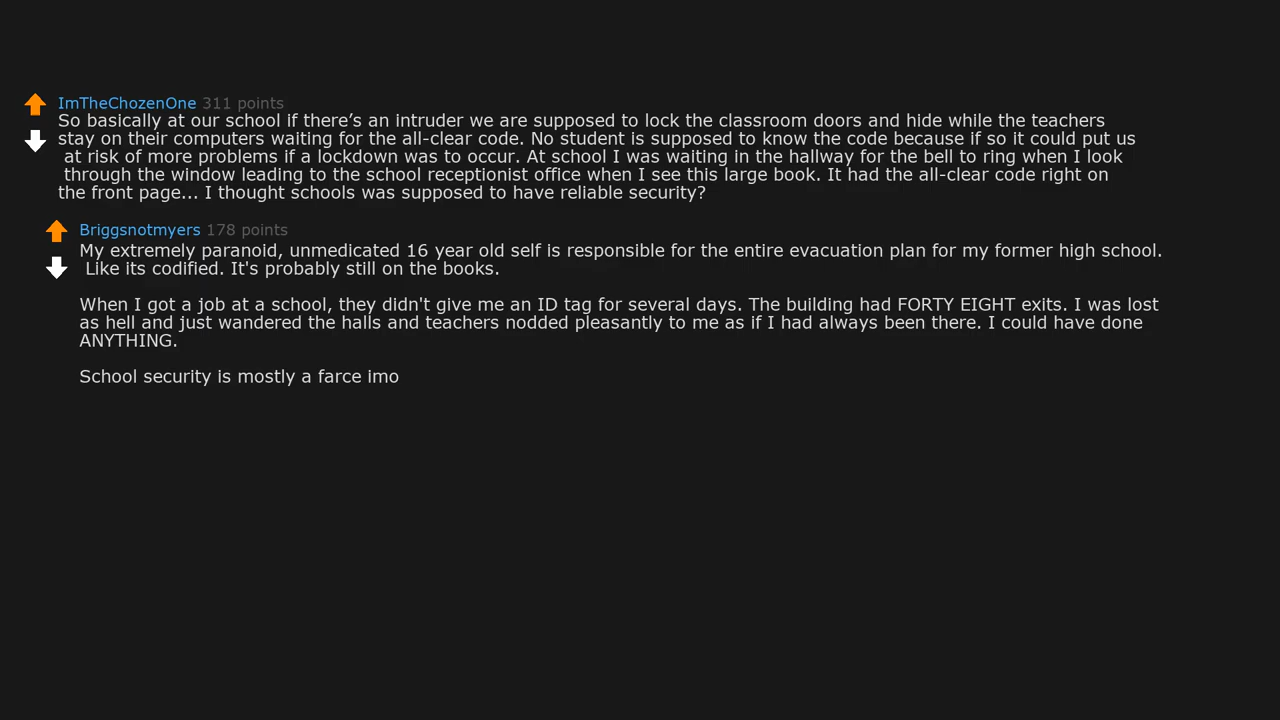 ImTheChozenOne 311 points
So basically at our school if there’s an intruder we are supposed to lock the classroom doors and hide while the teachers
stay on their computers waiting for the all-clear code. No student is supposed to know the code because if so it could put us
at risk of more problems if a lockdown was to occur. At school I was waiting in the hallway for the bell to ring when I look
through the window leading to the school receptionist office when I see this large book. It had the all-clear code right on
the front page... I thought schools was supposed to have reliable security?
Briggsnotmyers 178 points
My extremely paranoid, unmedicated 16 year old self is responsible for the entire evacuation plan for my former high school.
Like its codified. It's probably still on the books.
When I got a job at a school, they didn't give me an ID tag for several days. The building had FORTY EIGHT exits. I was lost
as hell and just wandered the halls and teachers nodded pleasantly to me as if I had always been there. I could have done
ANYTHING.
School security is mostly a farce imo